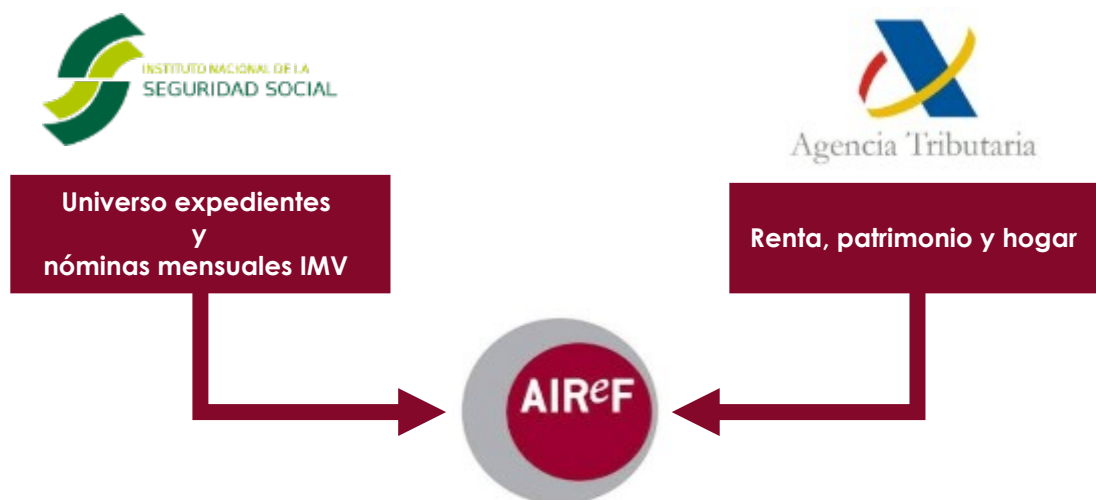 INSTITUTO NACIONAL DE LA
SEGURIDAD SOCIAL
Agencia Tributaria
Universo expedientes
y
nóminas mensuales IMV
Renta, patrimonio y hogar
AIReF